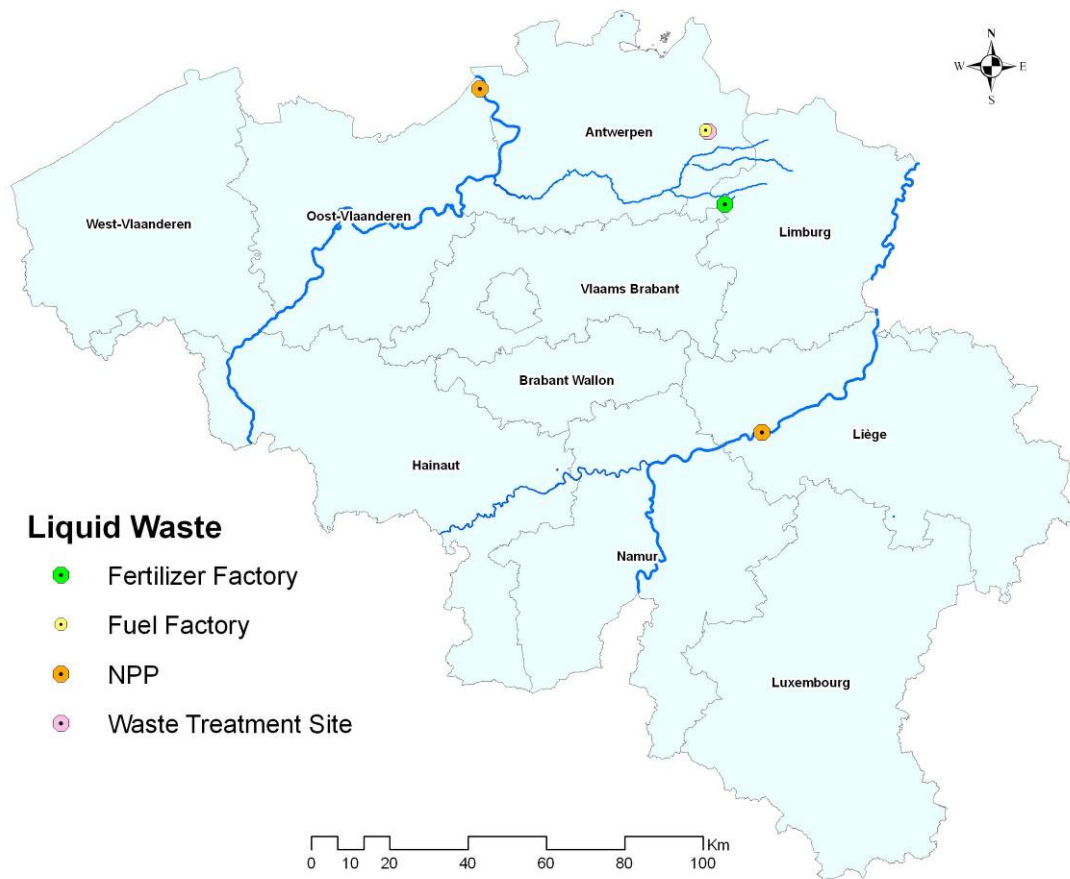 N
W E
S
Antwerpen
West-Vlaanderen
Oost-Vlaanderen
Limburg
Vlaams Brabant
Brabant Wallon
Liège
Hainaut
Namur
Luxembourg
Liquid Waste
Fertilizer Factory
Fuel Factory
NPP
Waste Treatment Site
Km
0 10 20 40 60 80 100